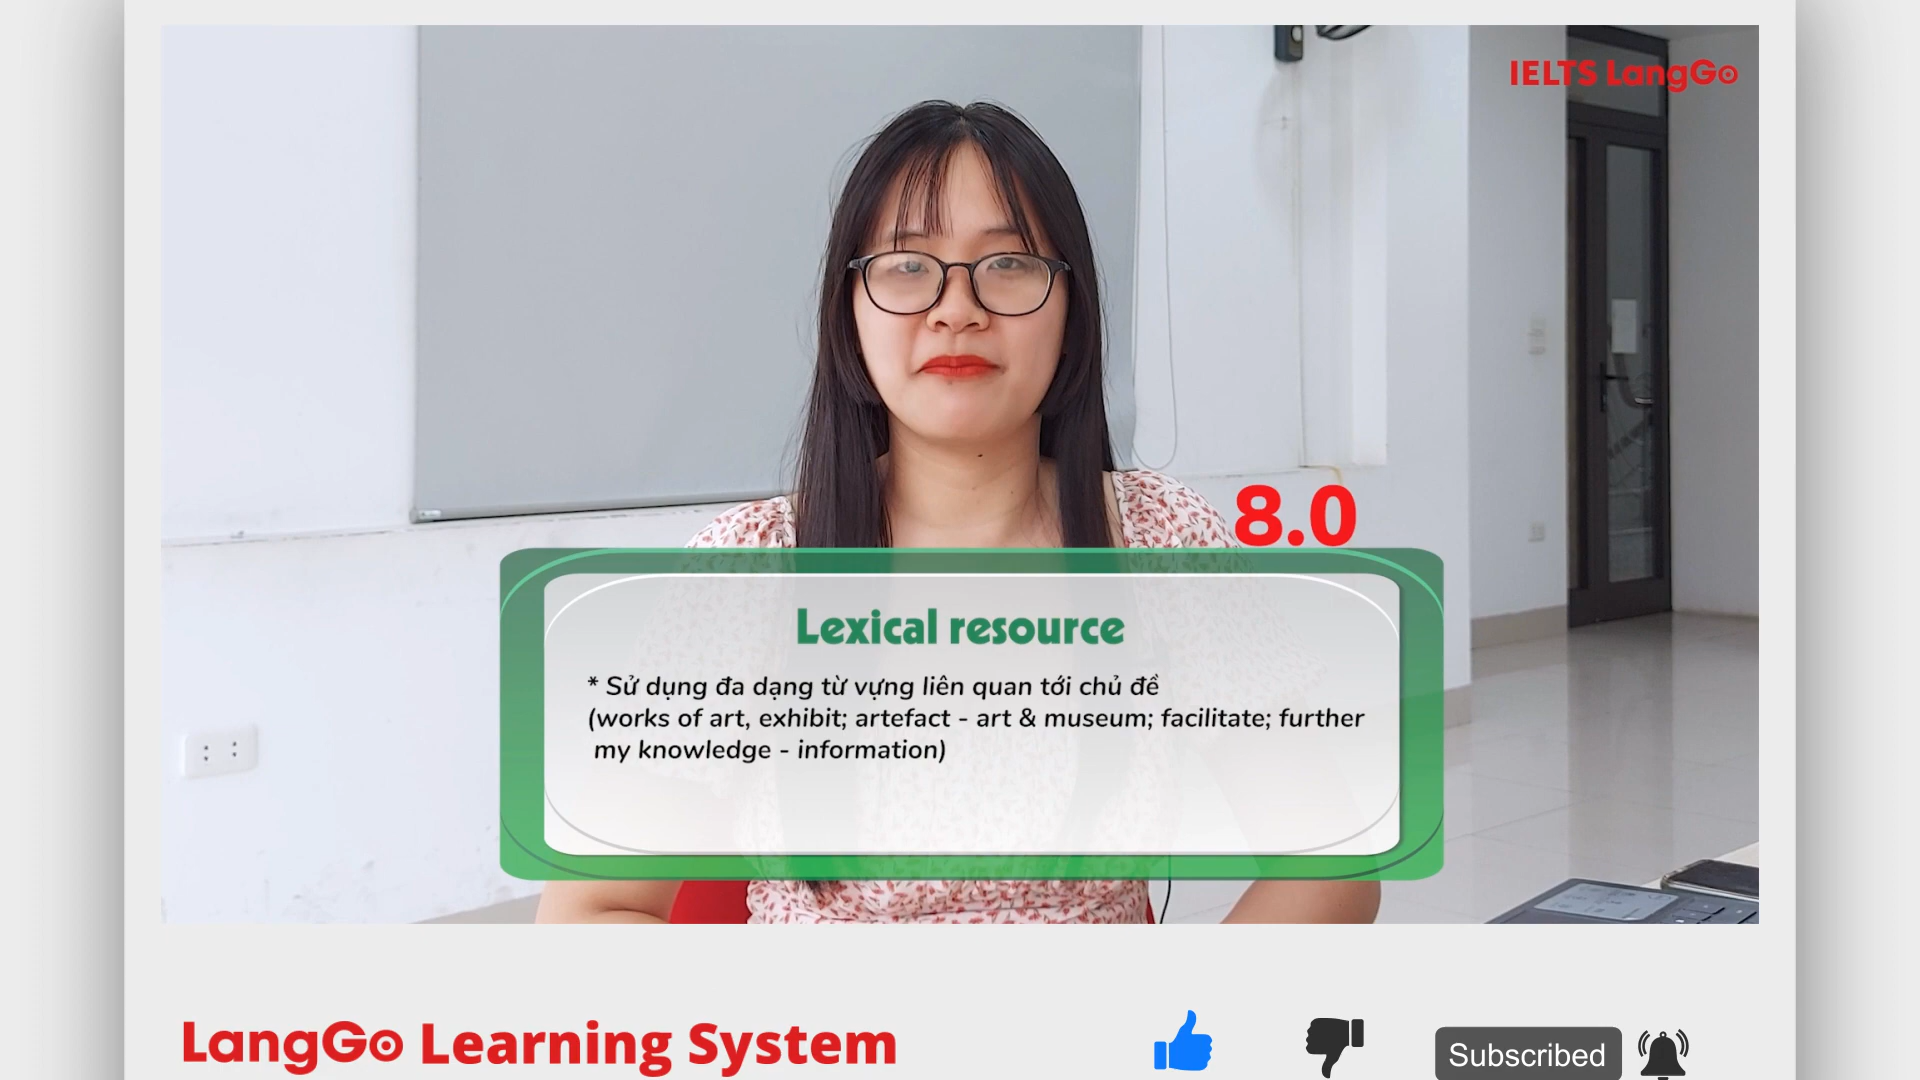 IELTS LangGo
8.0
Lexical resource
* Sử dụng đa dạng từ vựng liên quan tới chủ đề
(works of art, exhibit; artefact - art & museum; facilitate; further
my knowledge - information)
LangGo Learning System
Subscribed